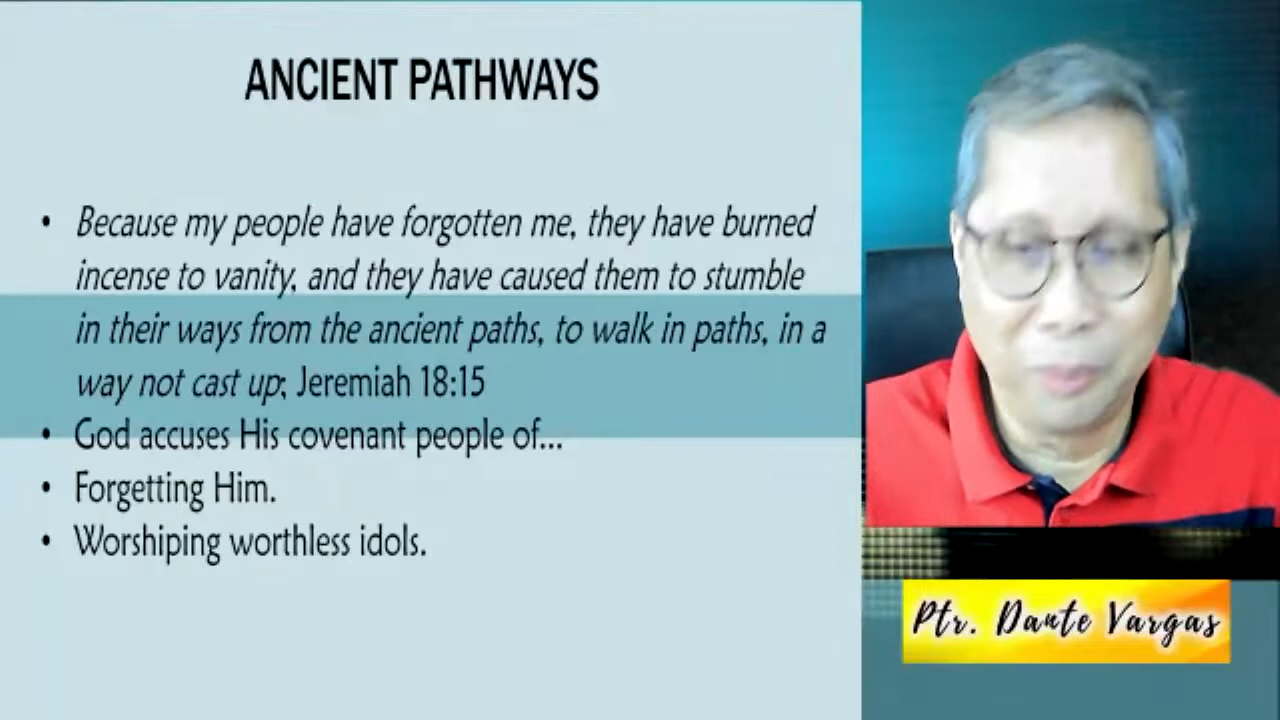 ANCIENT PATHWAYS
• Because my people have forgotten me, they have burned
incense to vanity, and they have caused them to stumble
in their ways from the ancient paths, to walk in paths, in a
way not cast up; Jeremiah 18:15
• God accuses His covenant people of...
• Forgetting Him.
• Worshiping worthless idols.
Ptr. Dante Vargas